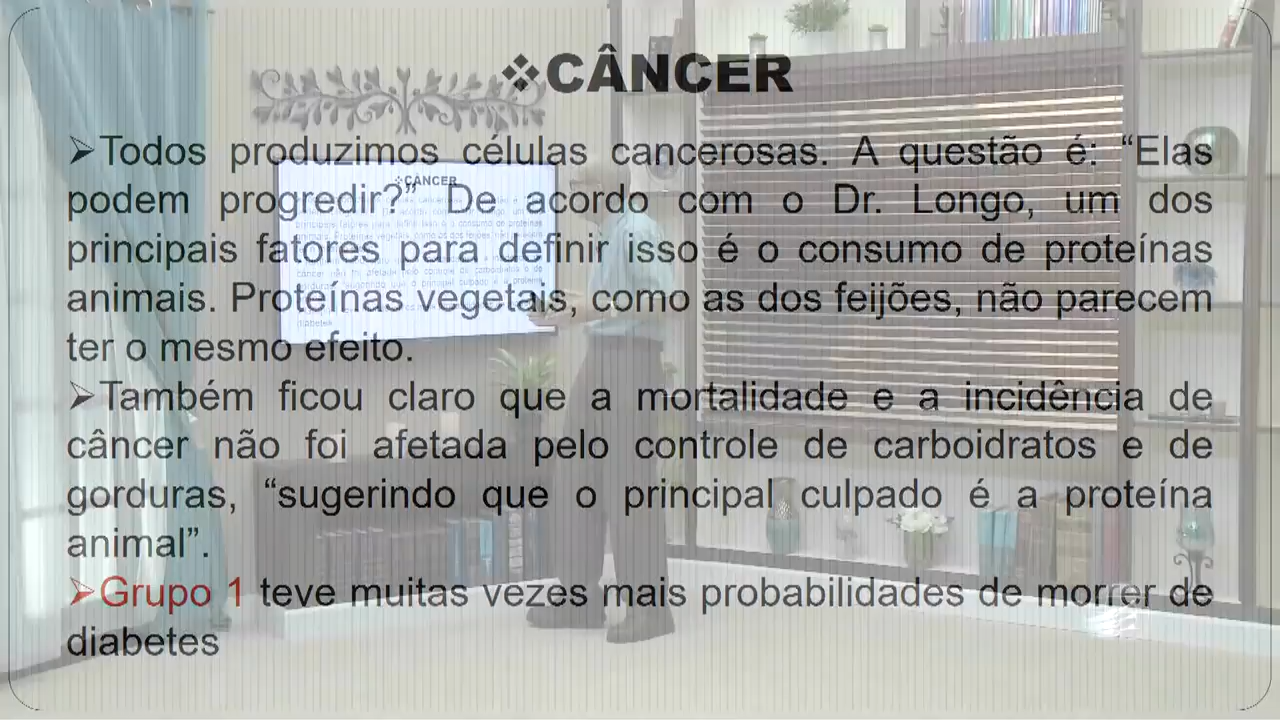 ❖CÂNCER
➢Todos produzimos células cancerosas. A questão é: “Elas
podem progredir?” De acordo com o Dr. Longo, um dos
principais fatores para definir isso é o consumo de proteínas
animais. Proteínas vegetais, como as dos feijões, não parecem
ter o mesmo efeito.
➢Também ficou claro que a mortalidade e a incidência de
câncer não foi afetada pelo controle de carboidratos e de
gorduras, “sugerindo que o principal culpado é a proteína
animal”.
➢Grupo 1 teve muitas vezes mais probabilidades de morrer de
diabetes
❖CÂNCER